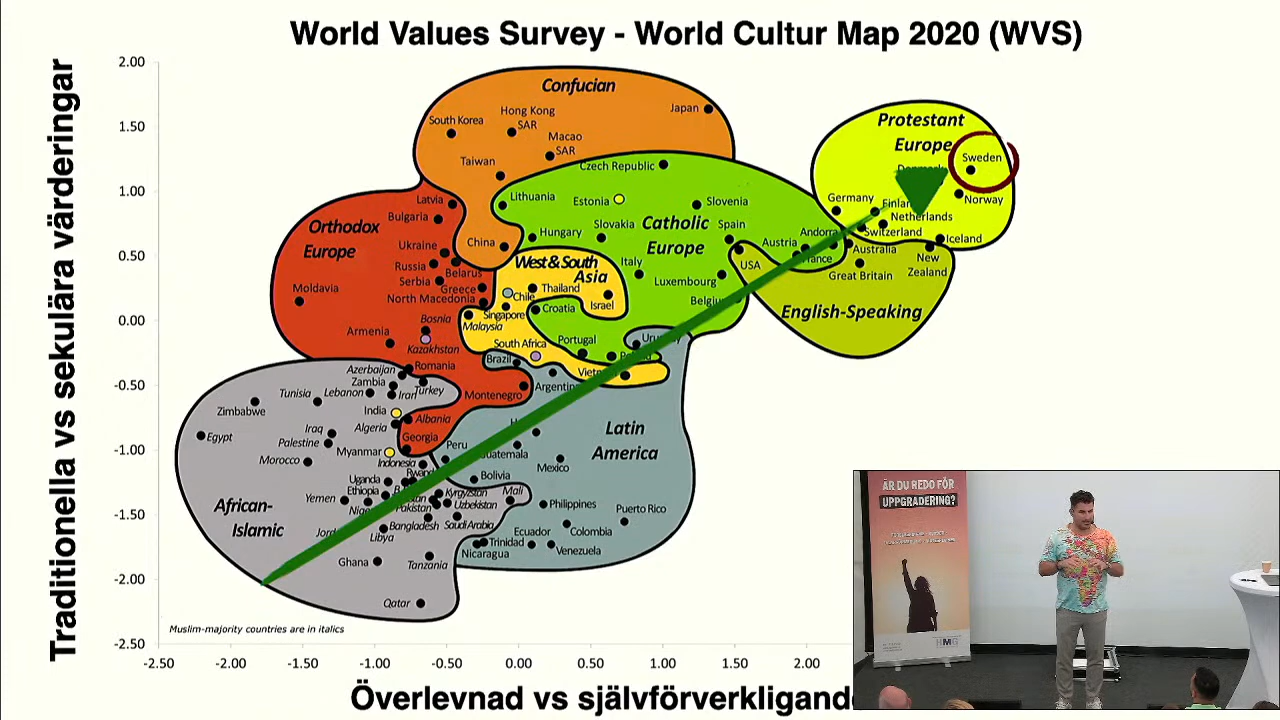 World Values Survey - World Cultur Map 2020 (WVS)
Traditionella vs sekulära värderingar
2.00
1.50
1.00
0.50
0.00
-0.50
-1.00
-1.50
-2.00
-2.50
Confucian
Hong Kong
SAR
Japan
South Korea
Macao
SAR
Taiwan
China
Protestant
Europe
Sweden
Norway
Germany
Netherlands
Switzerland
Iceland
Czech Republic
Lithuania
Estonia
Slovenia
Slovakia
Hungary
Catholic
Europe
Spain
Andorra
Austria
Italy
Luxembourg
Croatia
Portugal
Orthodox
Europe
Latvia
Bulgaria
Ukraine
Russia
Belarus
Serbia
Greece
North Macedonia
Moldavia
Bosnia
Armenia
Kazakhstan
Romania
Montenegro
Albania
Georgia
West & South
Asia
Thailand
Chile
Israel
Singapore
Malaysia
South Africa
USA
Australia
Great Britain
New
Zealand
English-Speaking
Brazil
Latin
America
Peru
Mexico
Bolivia
Philippines
Puerto Rico
Ecuador
Colombia
Venezuela
Trinidad
Nicaragua
Azerbaijan
Zambia
Lebanon
Iran
Turkey
Tunisia
Zimbabwe
India
Algeria
Egypt
Iraq
Palestine
Morocco
Myanmar
Indonesia
Uganda
Ethiopia
Yemen
Kyrgyzstan
Mali
Pakistan
Uzbekistan
Bangladesh
Saudi Arabia
Libya
African-
Islamic
Ghana
Tanzania
Qatar
Muslim-majority countries are in italics
-2.50 -2.00 -1.50 -1.00 -0.50 0.00 0.50 1.00 1.50 2.00
Överlevnad vs självförverkligand
ÄR DU REDO FÖR
UPPGRADERING?
HMG